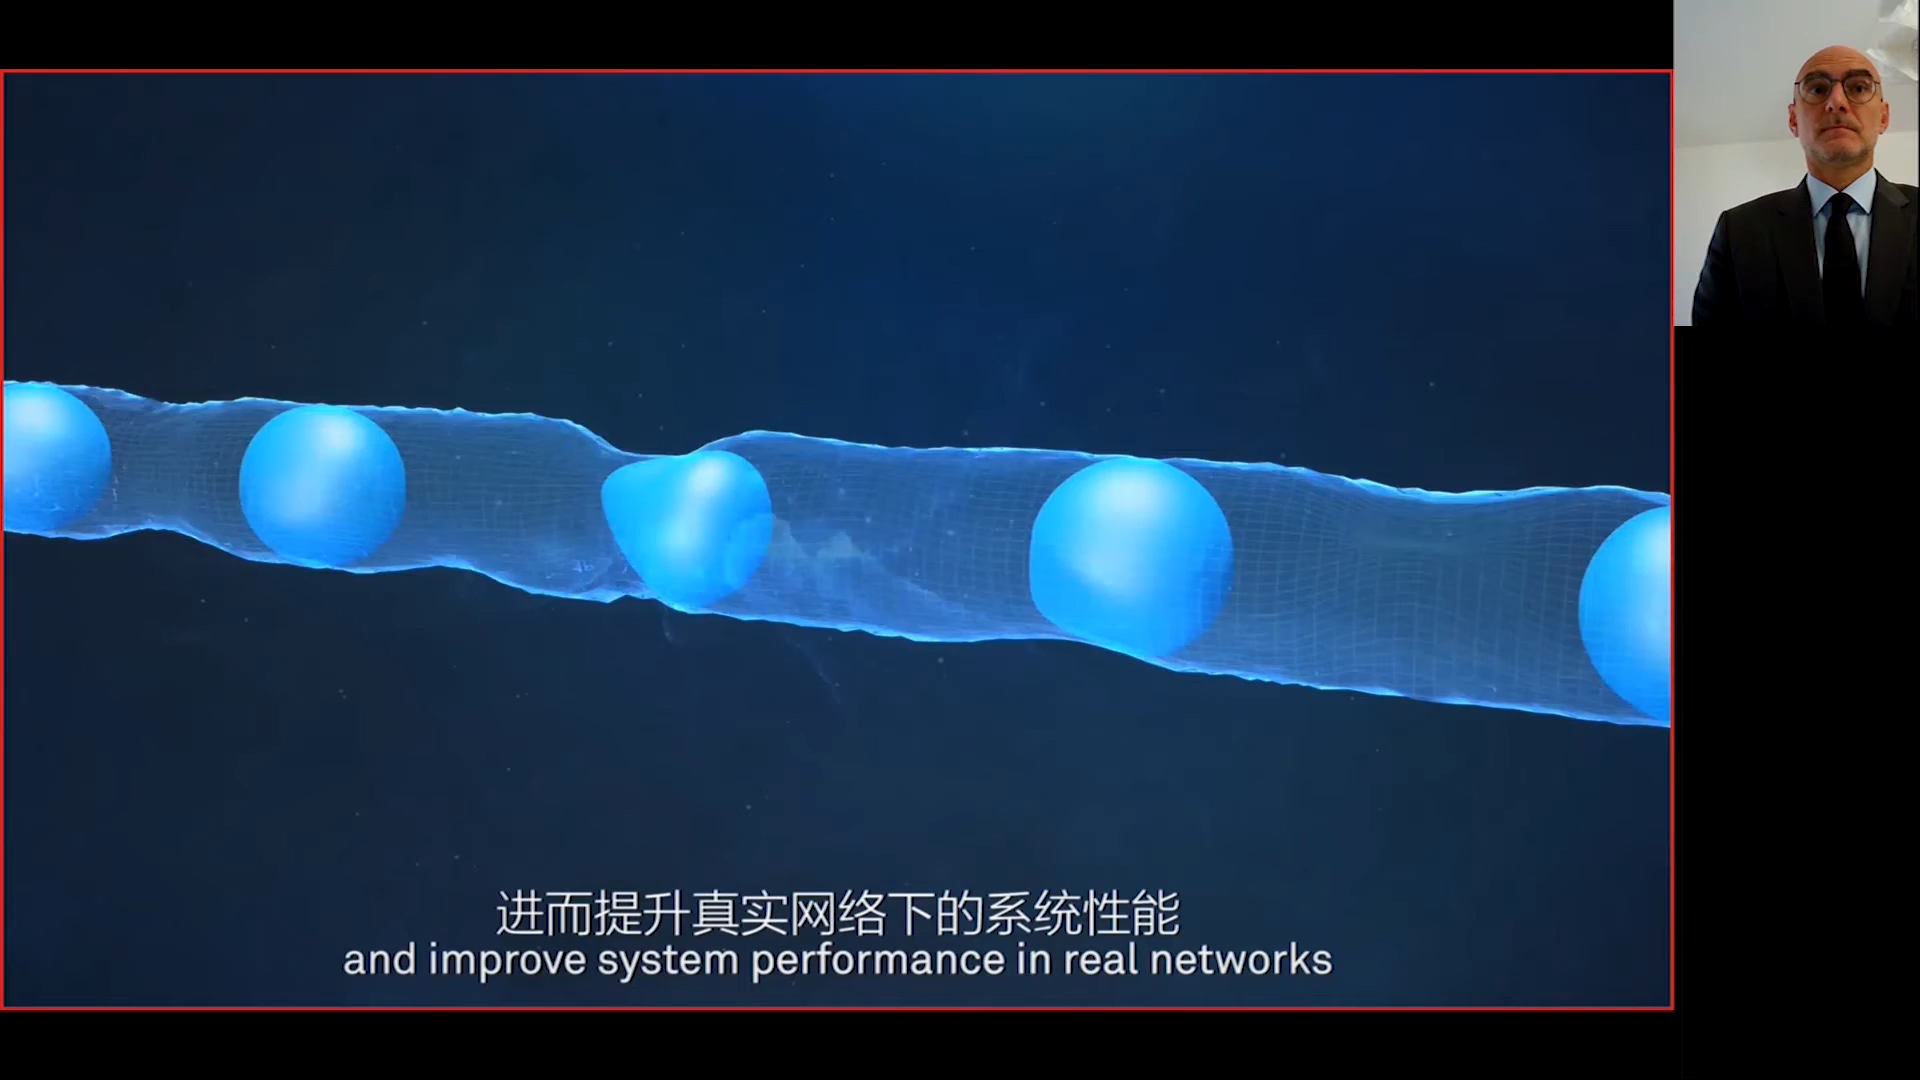 进而提升真实网络下的系统性能
and improve system performance in real networks